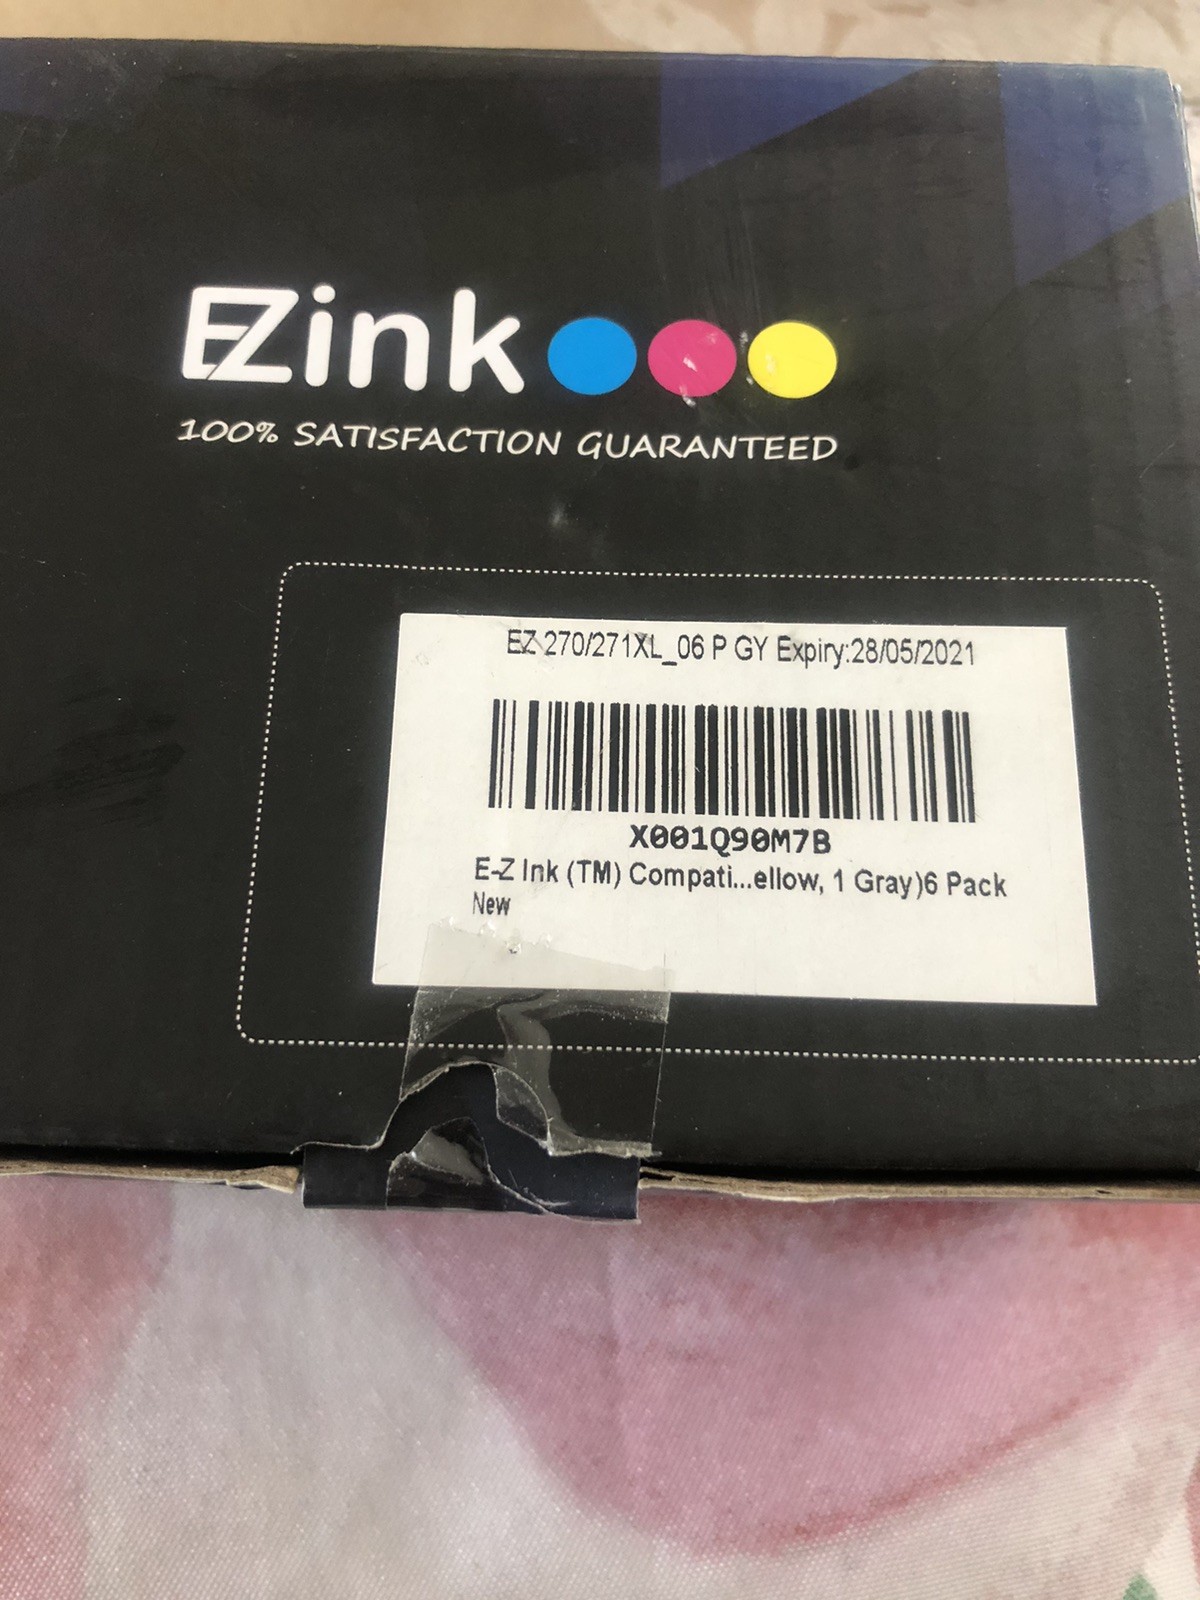 EZink
100% SATISFACTION GUARANTEED
EZ 270/271XL_06 P GY Expiry:28/05/2021
X001Q90M7B
E-Z Ink (TM) Compati...ellow, 1 Gray)6 Pack
New